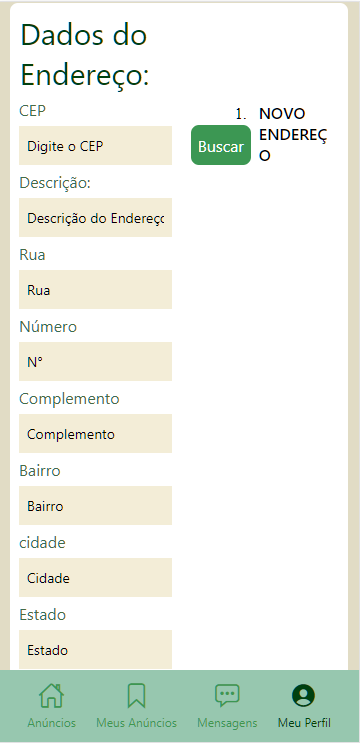 Dados do
Endereço:
CEP
1. NOVO
ENDEREÇ
O
Digite o CEP
Buscar
Descrição:
Descrição do Endereço
Rua
Rua
Número
N°
Complemento
Complemento
Bairro
Bairro
cidade
Cidade
Estado
Estado
Anúncios
Meus Anúncios
Mensagens
Meu Perfil